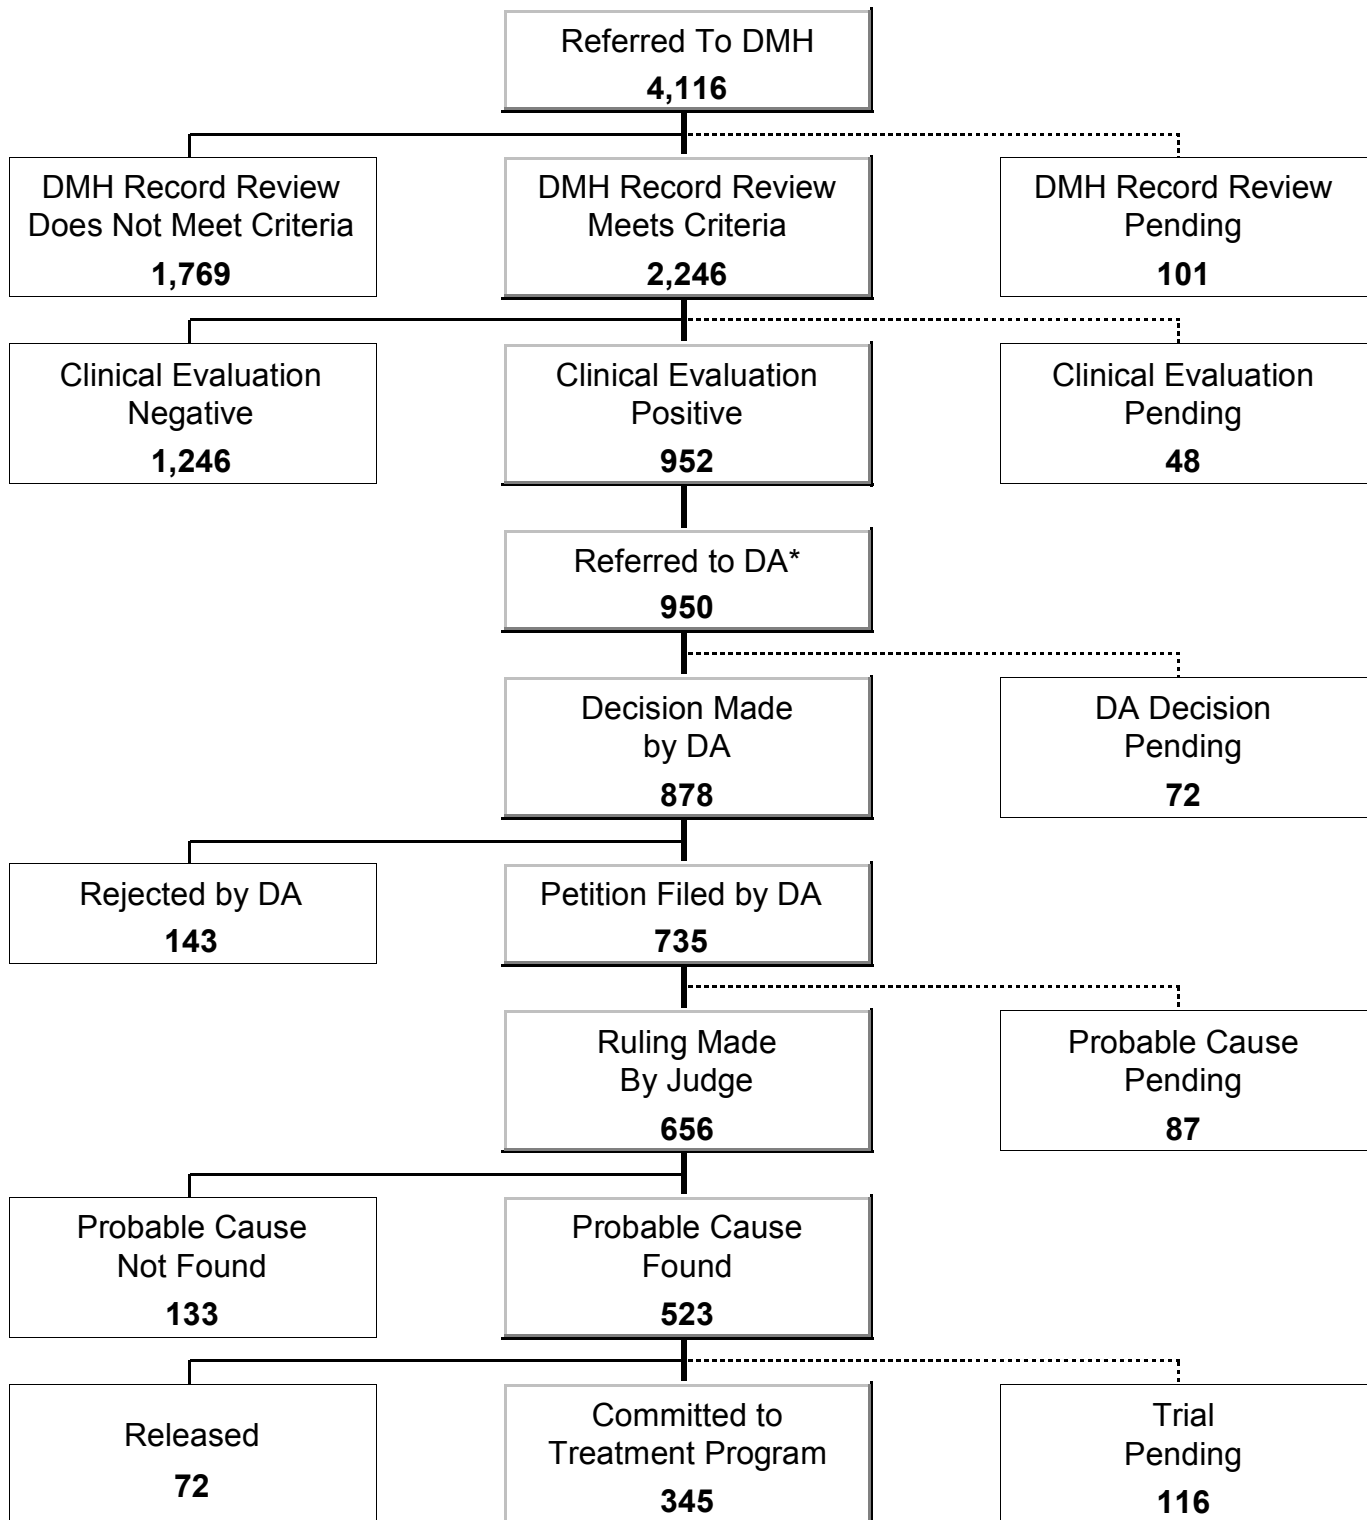 Referred To DMH
4,116
DMH Record Review
Does Not Meet Criteria
1,769
DMH Record Review
Meets Criteria
2,246
DMH Record Review
Pending
101
Clinical Evaluation
Negative
1,246
Clinical Evaluation
Positive
952
Clinical Evaluation
Pending
48
Referred to DA*
950
Decision Made
by DA
878
DA Decision
Pending
72
Rejected by DA
143
Petition Filed by DA
735
Ruling Made
By Judge
656
Probable Cause
Pending
87
Probable Cause
Not Found
133
Probable Cause
Found
523
Released
72
Committed to
Treatment Program
345
Trial
Pending
116